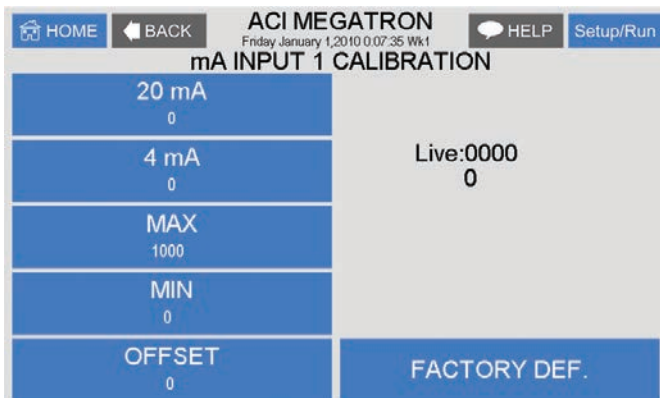 HOME
BACK
ACI MEGATRON
Friday January 1,2010 0:07:35 Wk1
HELP
Setup/Run
mA INPUT 1 CALIBRATION
20 mA
0
4 mA
0
MAX
1000
MIN
0
OFFSET
0
Live:0000
0
FACTORY DEF.